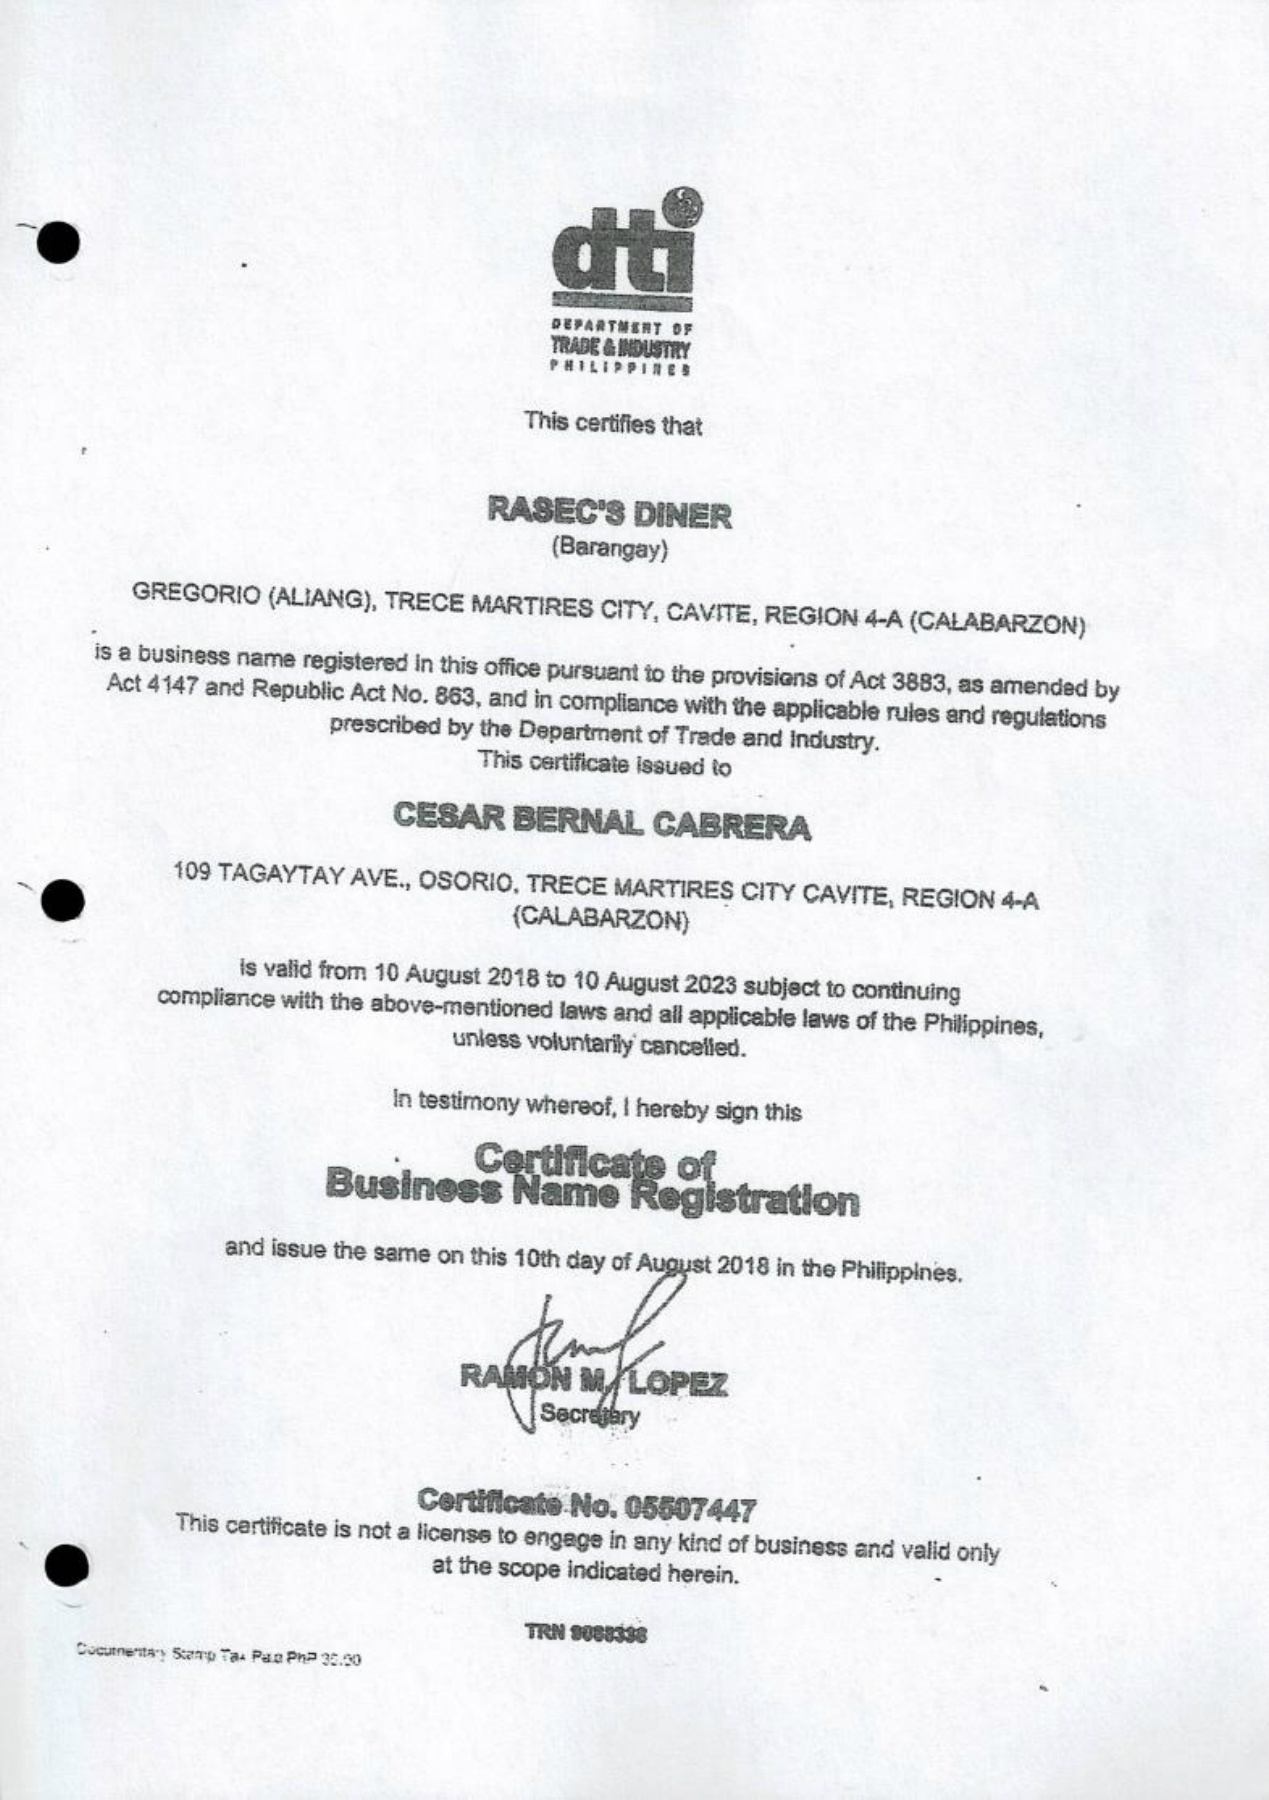 dti
DEPARTMENT OF
TRADE & INDUSTRY
PHILIPPINES
This certifies that
RASEC'S DINER
(Barangay)
GREGORIO (ALIANG), TRECE MARTIRES CITY, CAVITE, REGION 4-A (CALABARZON)
is a business name registered in this office pursuant to the provisions of Act 3883, as amended by
Act 4147 and Republic Act No. 863, and in compliance with the applicable rules and regulations
prescribed by the Department of Trade and Industry.
This certificate issued to
CESAR BERNAL CABRERA
109 TAGAYTAY AVE., OSORIO, TRECE MARTIRES CITY CAVITE, REGION 4-A
(CALABARZON)
is valid from 10 August 2018 to 10 August 2023 subject to continuing
compliance with the above-mentioned laws and all applicable laws of the Philippines,
unless voluntarily cancelled.
In testimony whereof, I hereby sign this
Certificate of
Business Name Registration
and issue the same on this 10th day of August 2018 in the Philippines.
RAMON M. LOPEZ
Secretary
Certificate No. 05507447
This certificate is not a license to engage in any kind of business and valid only
at the scope indicated herein.
TRN
Documentary Stamp Tax Paid PhP